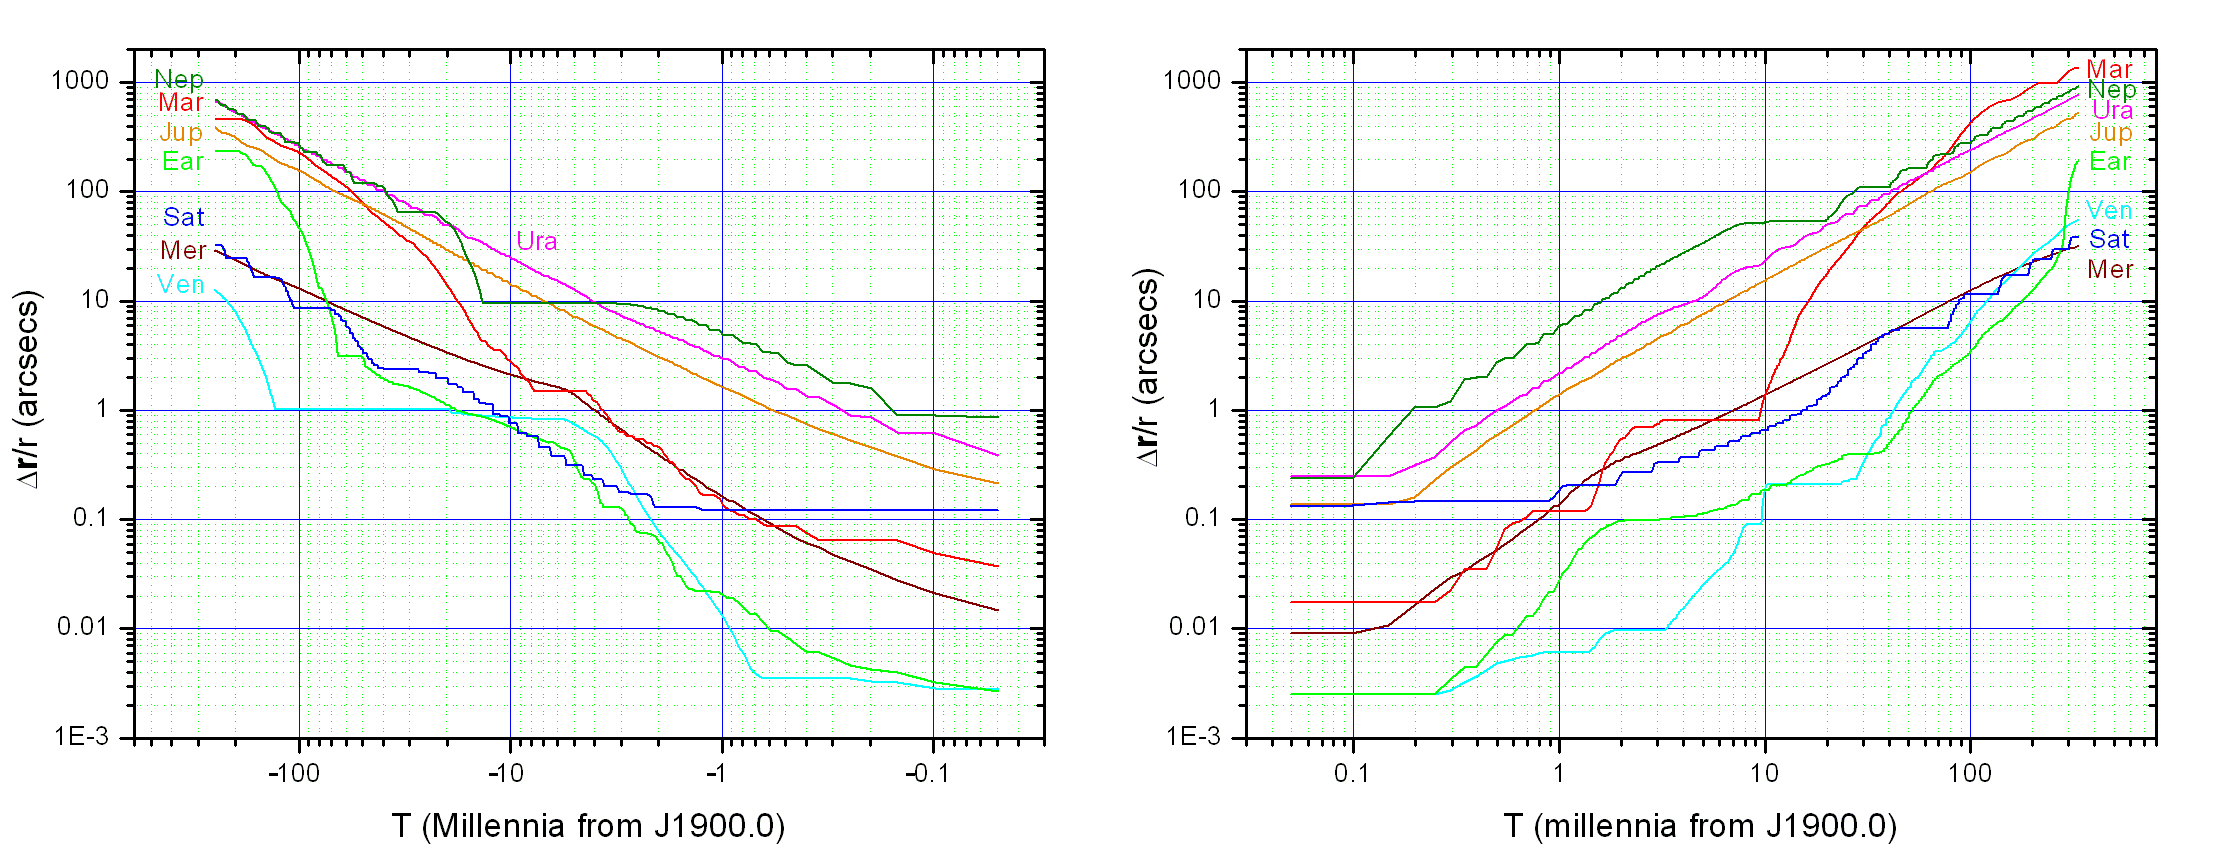 1000
100
10
1
0.1
0.01
1E-3
Δr/r (arcsecs)
Nep
Mar
Jup
Ear
Sat
Mer
Ven
Ura
-100
-10
-1
-0.1
T (Millennia from J1900.0)
1000
100
10
1
0.1
0.01
1E-3
Δr/r (arcsecs)
Mar
Nep
Ura
Jup
Ear
Ven
Sat
Mer
0.1
1
10
100
T (millennia from J1900.0)